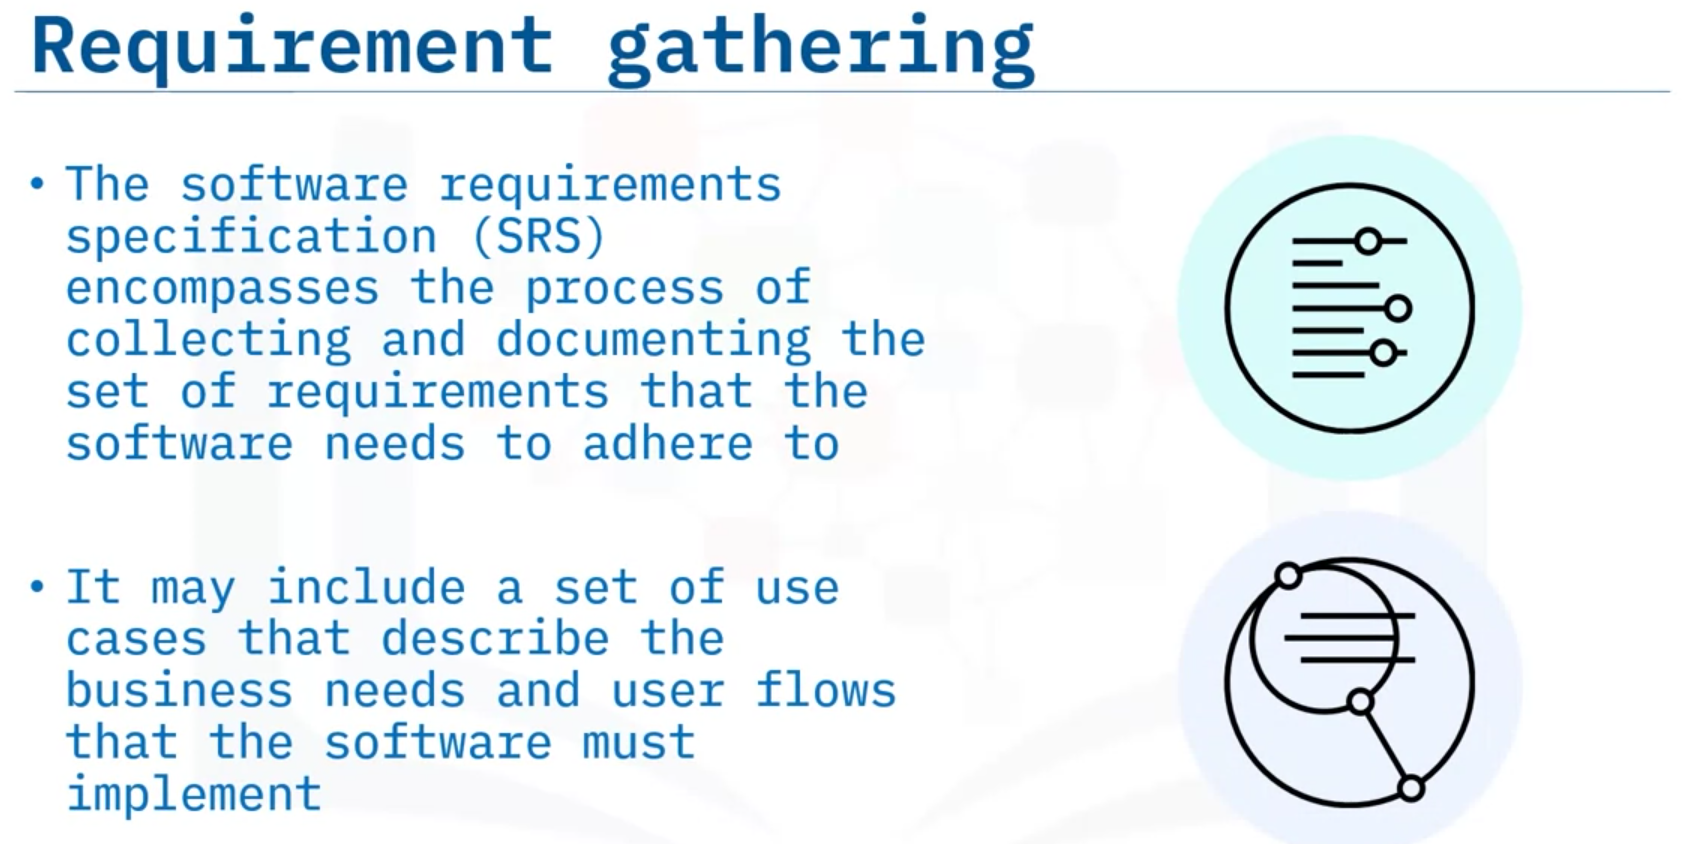 Requirement gathering
• The software requirements
specification (SRS)
encompasses the process of
collecting and documenting the
set of requirements that the
software needs to adhere to
• It may include a set of use
cases that describe the
business needs and user flows
that the software must
implement